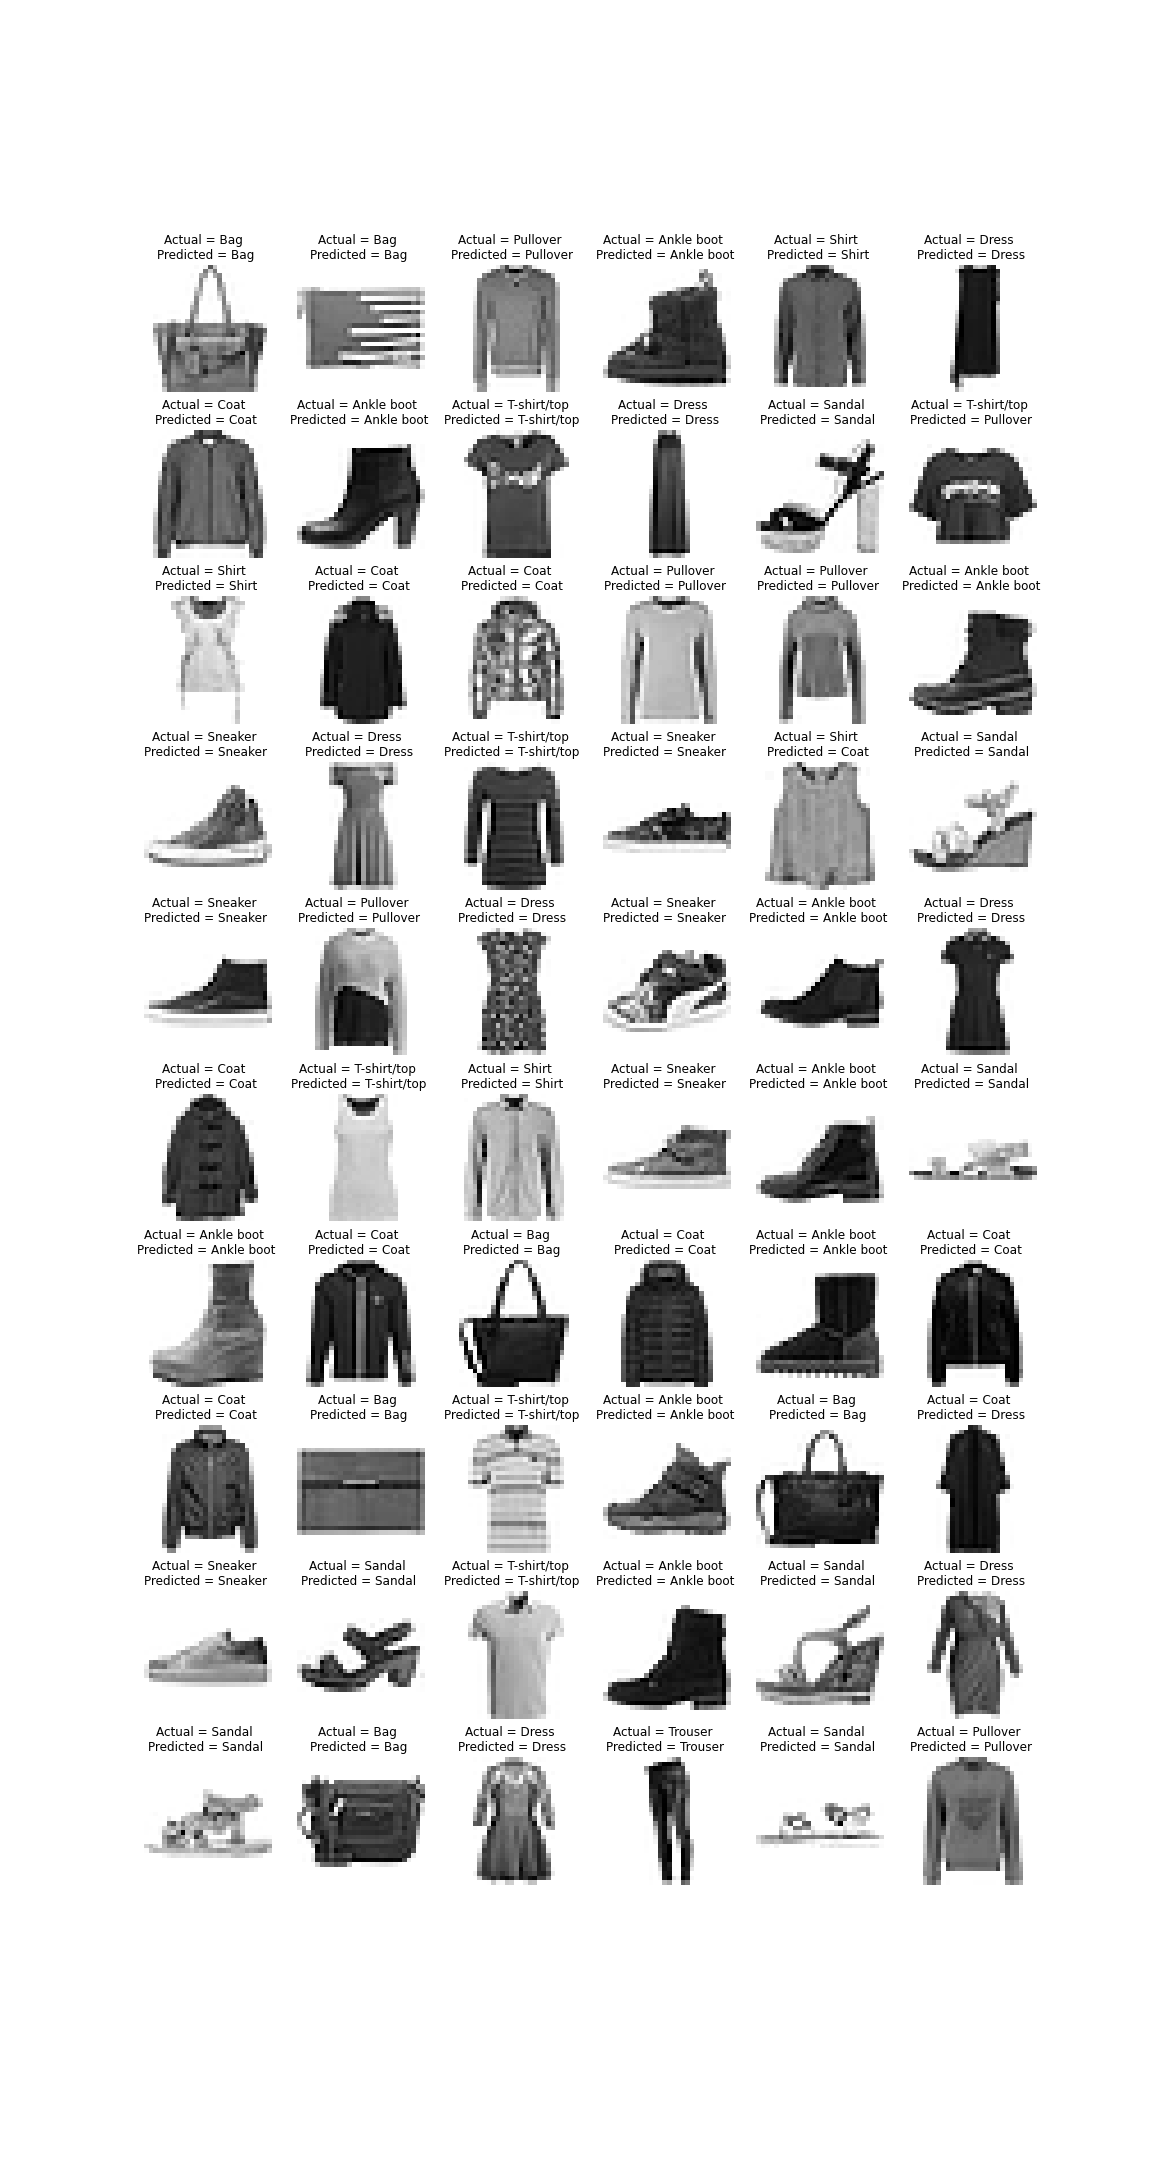 Actual = Bag
Predicted = Bag
Actual = Bag
Predicted = Bag
Actual = Pullover
Predicted = Pullover
Actual = Ankle boot
Predicted = Ankle boot
Actual = Shirt
Predicted = Shirt
Actual = Dress
Predicted = Dress
Actual = Coat
Predicted = Coat
Actual = Ankle boot
Predicted = Ankle boot
Actual = T-shirt/top
Predicted = T-shirt/top
Actual = Dress
Predicted = Dress
Actual = Sandal
Predicted = Sandal
Actual = T-shirt/top
Predicted = Pullover
Actual = Shirt
Predicted = Shirt
Actual = Coat
Predicted = Coat
Actual = Coat
Predicted = Coat
Actual = Pullover
Predicted = Pullover
Actual = Pullover
Predicted = Pullover
Actual = Ankle boot
Predicted = Ankle boot
Actual = Sneaker
Predicted = Sneaker
Actual = Dress
Predicted = Dress
Actual = T-shirt/top
Predicted = T-shirt/top
Actual = Sneaker
Predicted = Sneaker
Actual = Shirt
Predicted = Coat
Actual = Sandal
Predicted = Sandal
Actual = Sneaker
Predicted = Sneaker
Actual = Pullover
Predicted = Pullover
Actual = Dress
Predicted = Dress
Actual = Sneaker
Predicted = Sneaker
Actual = Ankle boot
Predicted = Ankle boot
Actual = Dress
Predicted = Dress
Actual = Coat
Predicted = Coat
Actual = T-shirt/top
Predicted = T-shirt/top
Actual = Shirt
Predicted = Shirt
Actual = Sneaker
Predicted = Sneaker
Actual = Ankle boot
Predicted = Ankle boot
Actual = Sandal
Predicted = Sandal
Actual = Ankle boot
Predicted = Ankle boot
Actual = Coat
Predicted = Coat
Actual = Bag
Predicted = Bag
Actual = Coat
Predicted = Coat
Actual = Ankle boot
Predicted = Ankle boot
Actual = Coat
Predicted = Coat
Actual = Coat
Predicted = Coat
Actual = Bag
Predicted = Bag
Actual = T-shirt/top
Predicted = T-shirt/top
Actual = Ankle boot
Predicted = Ankle boot
Actual = Bag
Predicted = Bag
Actual = Coat
Predicted = Dress
Actual = Sneaker
Predicted = Sneaker
Actual = Sandal
Predicted = Sandal
Actual = T-shirt/top
Predicted = T-shirt/top
Actual = Ankle boot
Predicted = Ankle boot
Actual = Sandal
Predicted = Sandal
Actual = Dress
Predicted = Dress
Actual = Sandal
Predicted = Sandal
Actual = Bag
Predicted = Bag
Actual = Dress
Predicted = Dress
Actual = Trouser
Predicted = Trouser
Actual = Sandal
Predicted = Sandal
Actual = Pullover
Predicted = Pullover